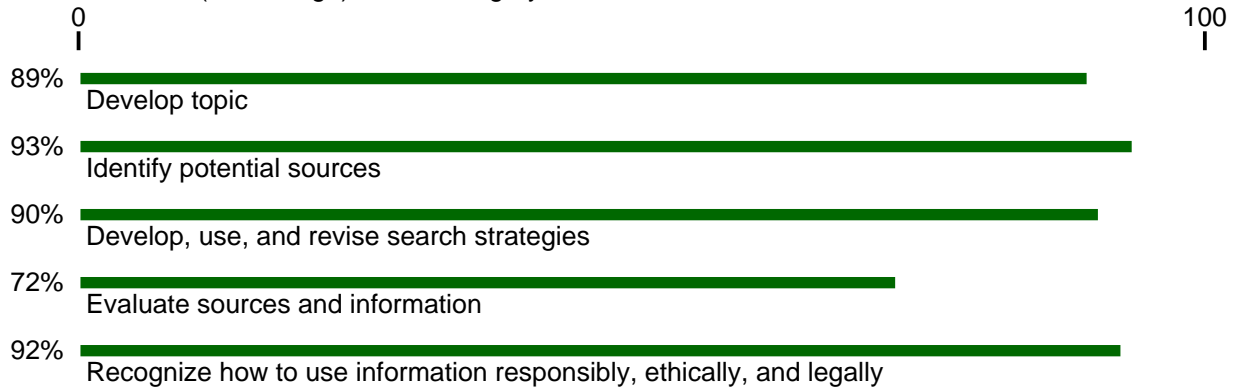 0
100
89%
Develop topic
93%
Identify potential sources
90%
Develop, use, and revise search strategies
72%
Evaluate sources and information
92%
Recognize how to use information responsibly, ethically, and legally